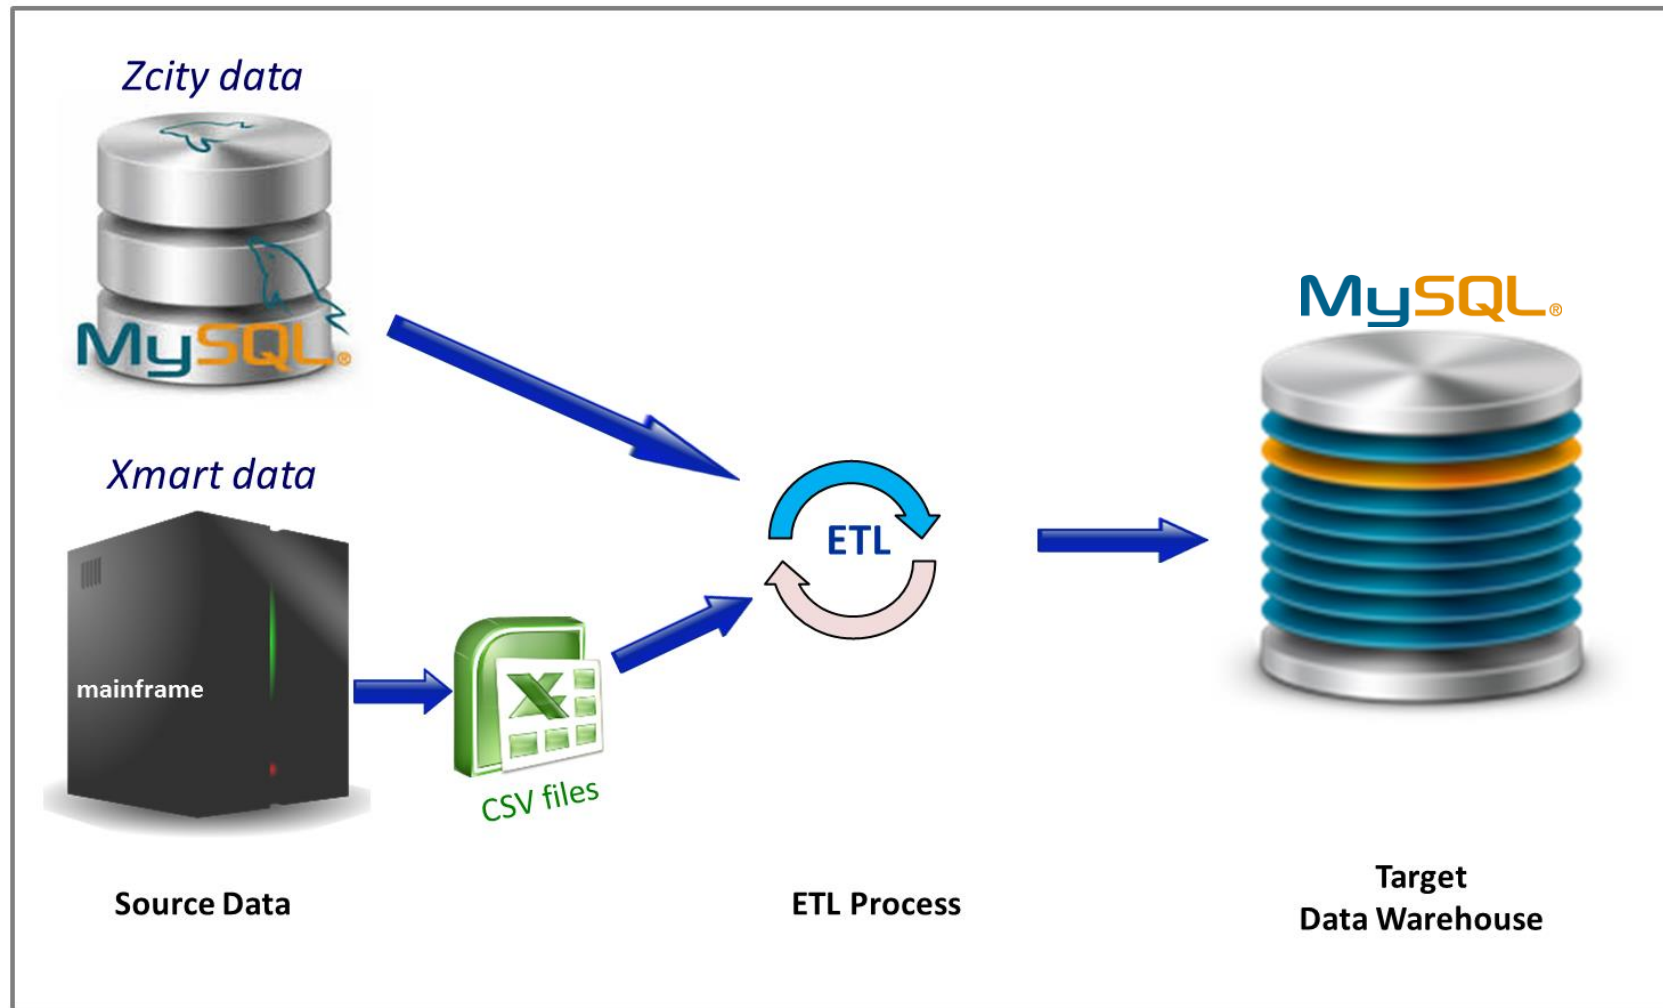 Zcity data
MySQL®
Xmart data
mainframe
CSV files
ETL
MySQL®
Source Data
ETL Process
Target
Data Warehouse